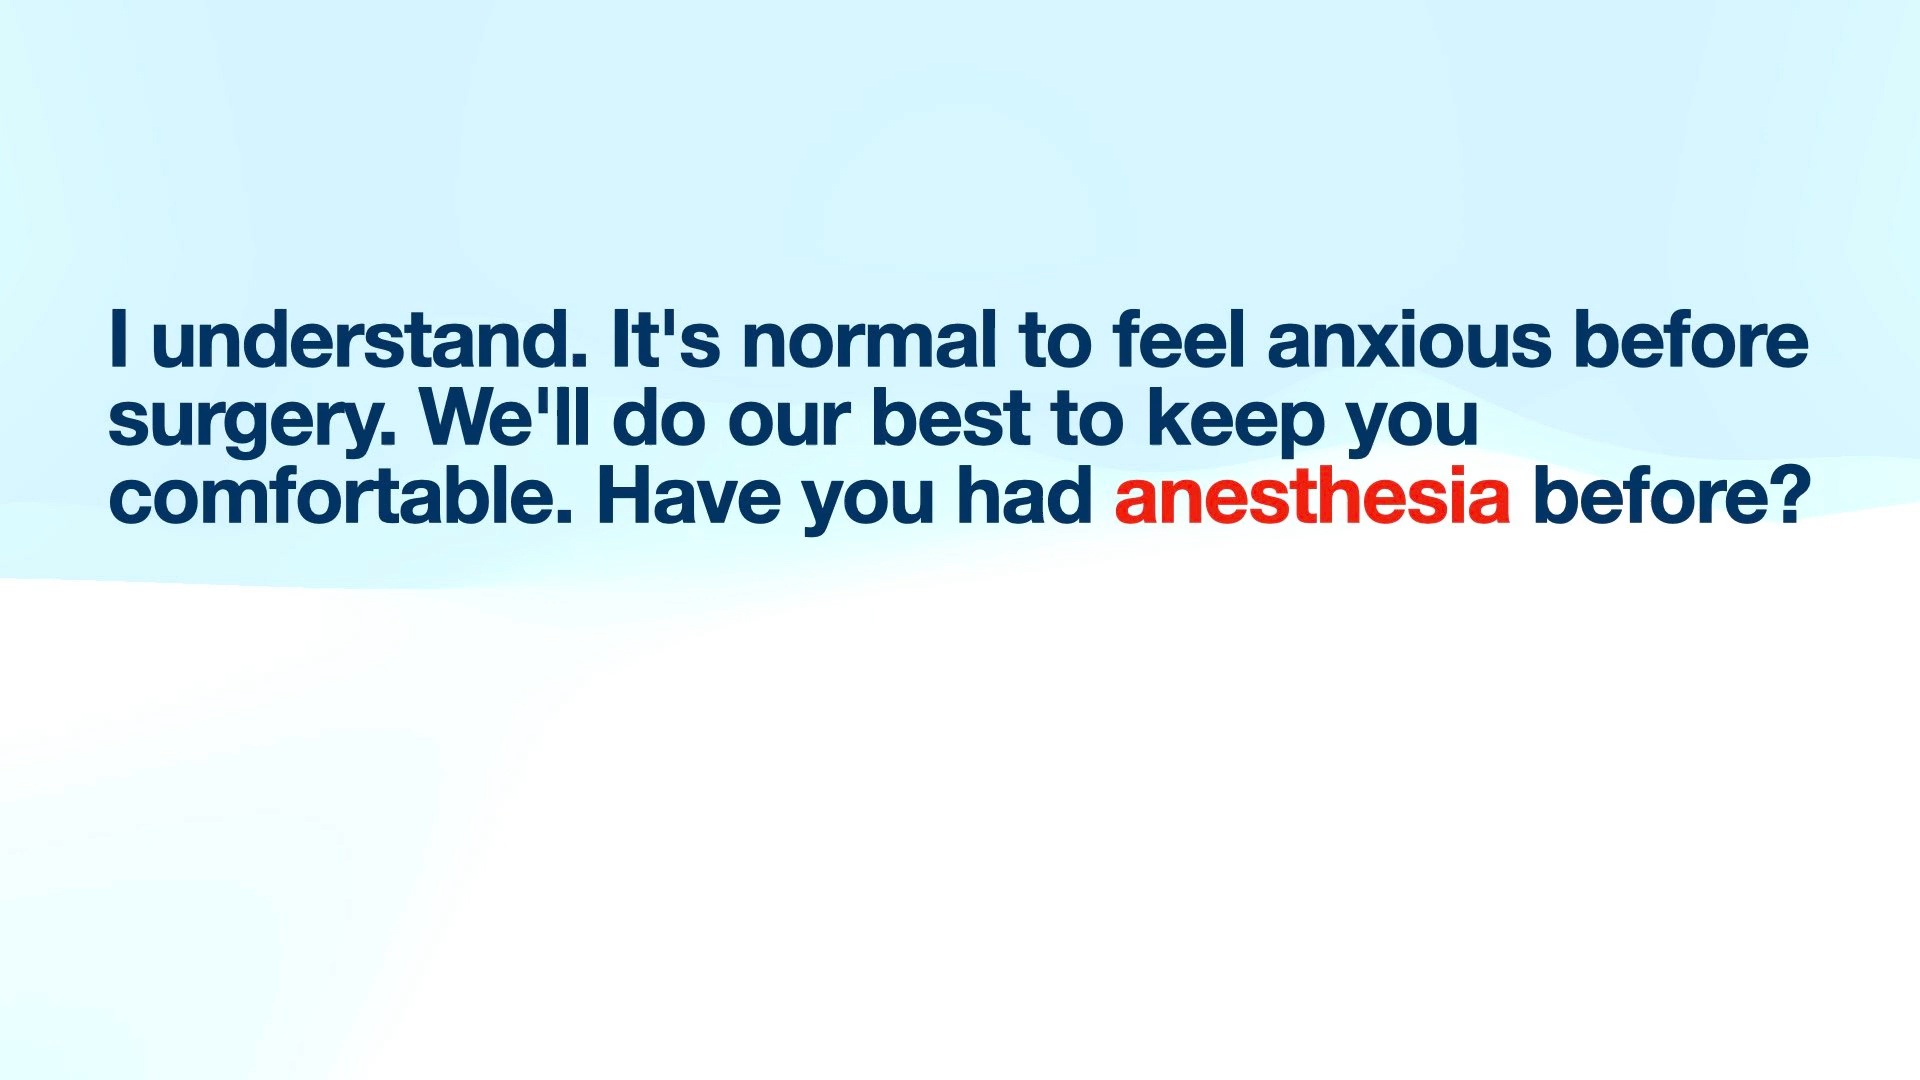 I understand. It's normal to feel anxious before
surgery. We'll do our best to keep you
comfortable. Have you had anesthesia before?